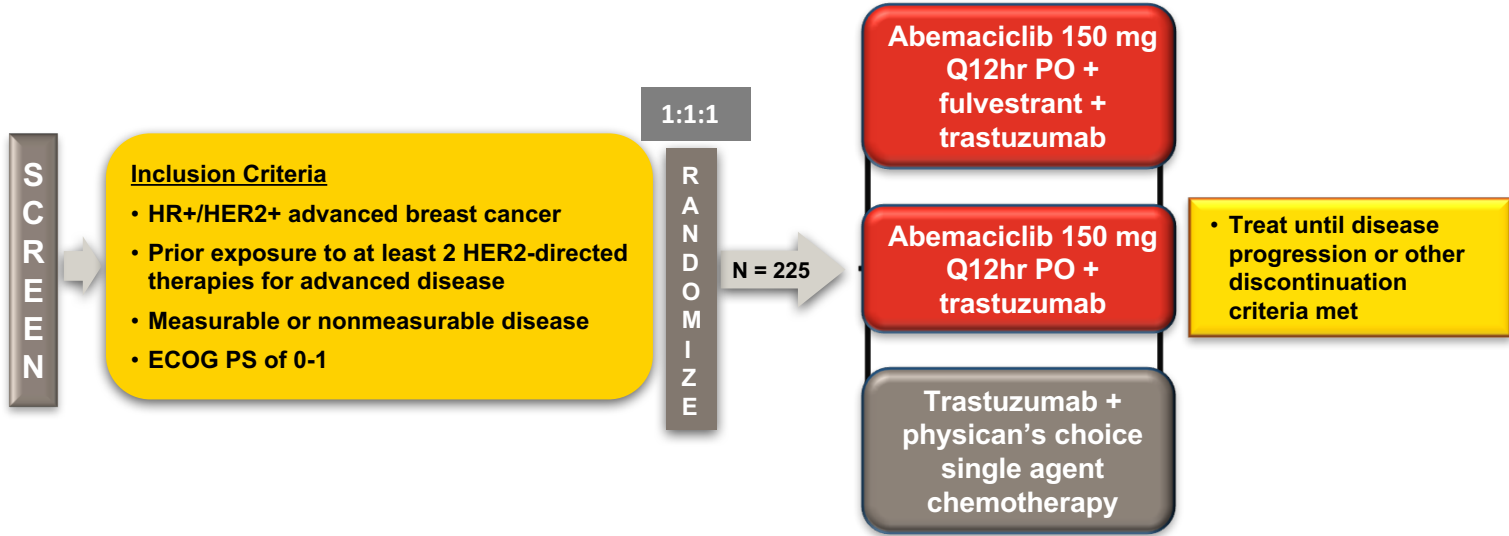 SCREEN
Inclusion Criteria
• HR+/HER2+ advanced breast cancer
• Prior exposure to at least 2 HER2-directed
therapies for advanced disease
• Measurable or nonmeasurable disease
• ECOG PS of 0-1
1:1:1
RANDOMIZE
N = 225
Abemaciclib 150 mg
Q12hr PO +
fulvestrant +
trastuzumab
Abemaciclib 150 mg
Q12hr PO +
trastuzumab
Trastuzumab +
physican's choice
single agent
chemotherapy
• Treat until disease
progression or other
discontinuation
criteria met